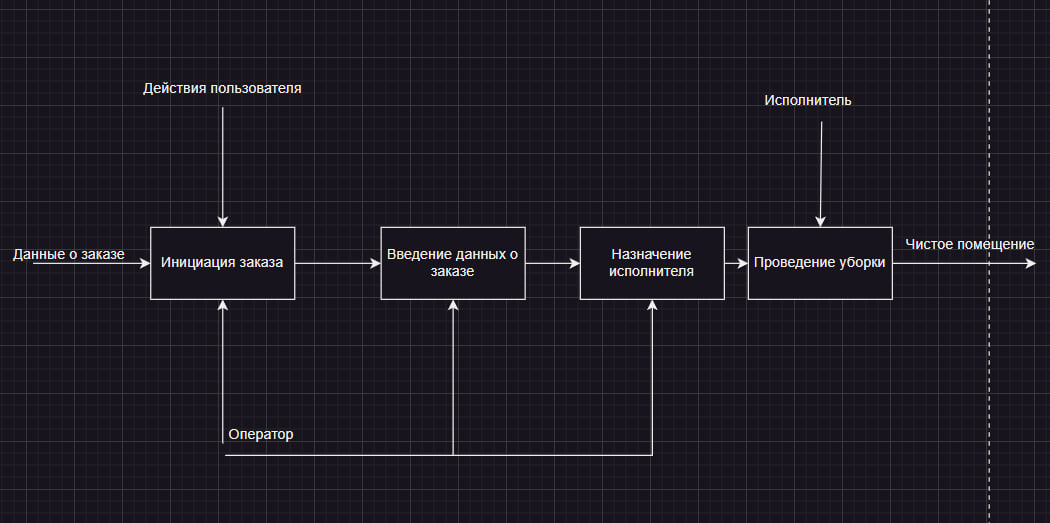 Действия пользователя
Исполнитель
Данные о заказе
Инициация заказа
Введение данных о
заказе
Назначение
исполнителя
Проведение уборки
Чистое помещение
Оператор